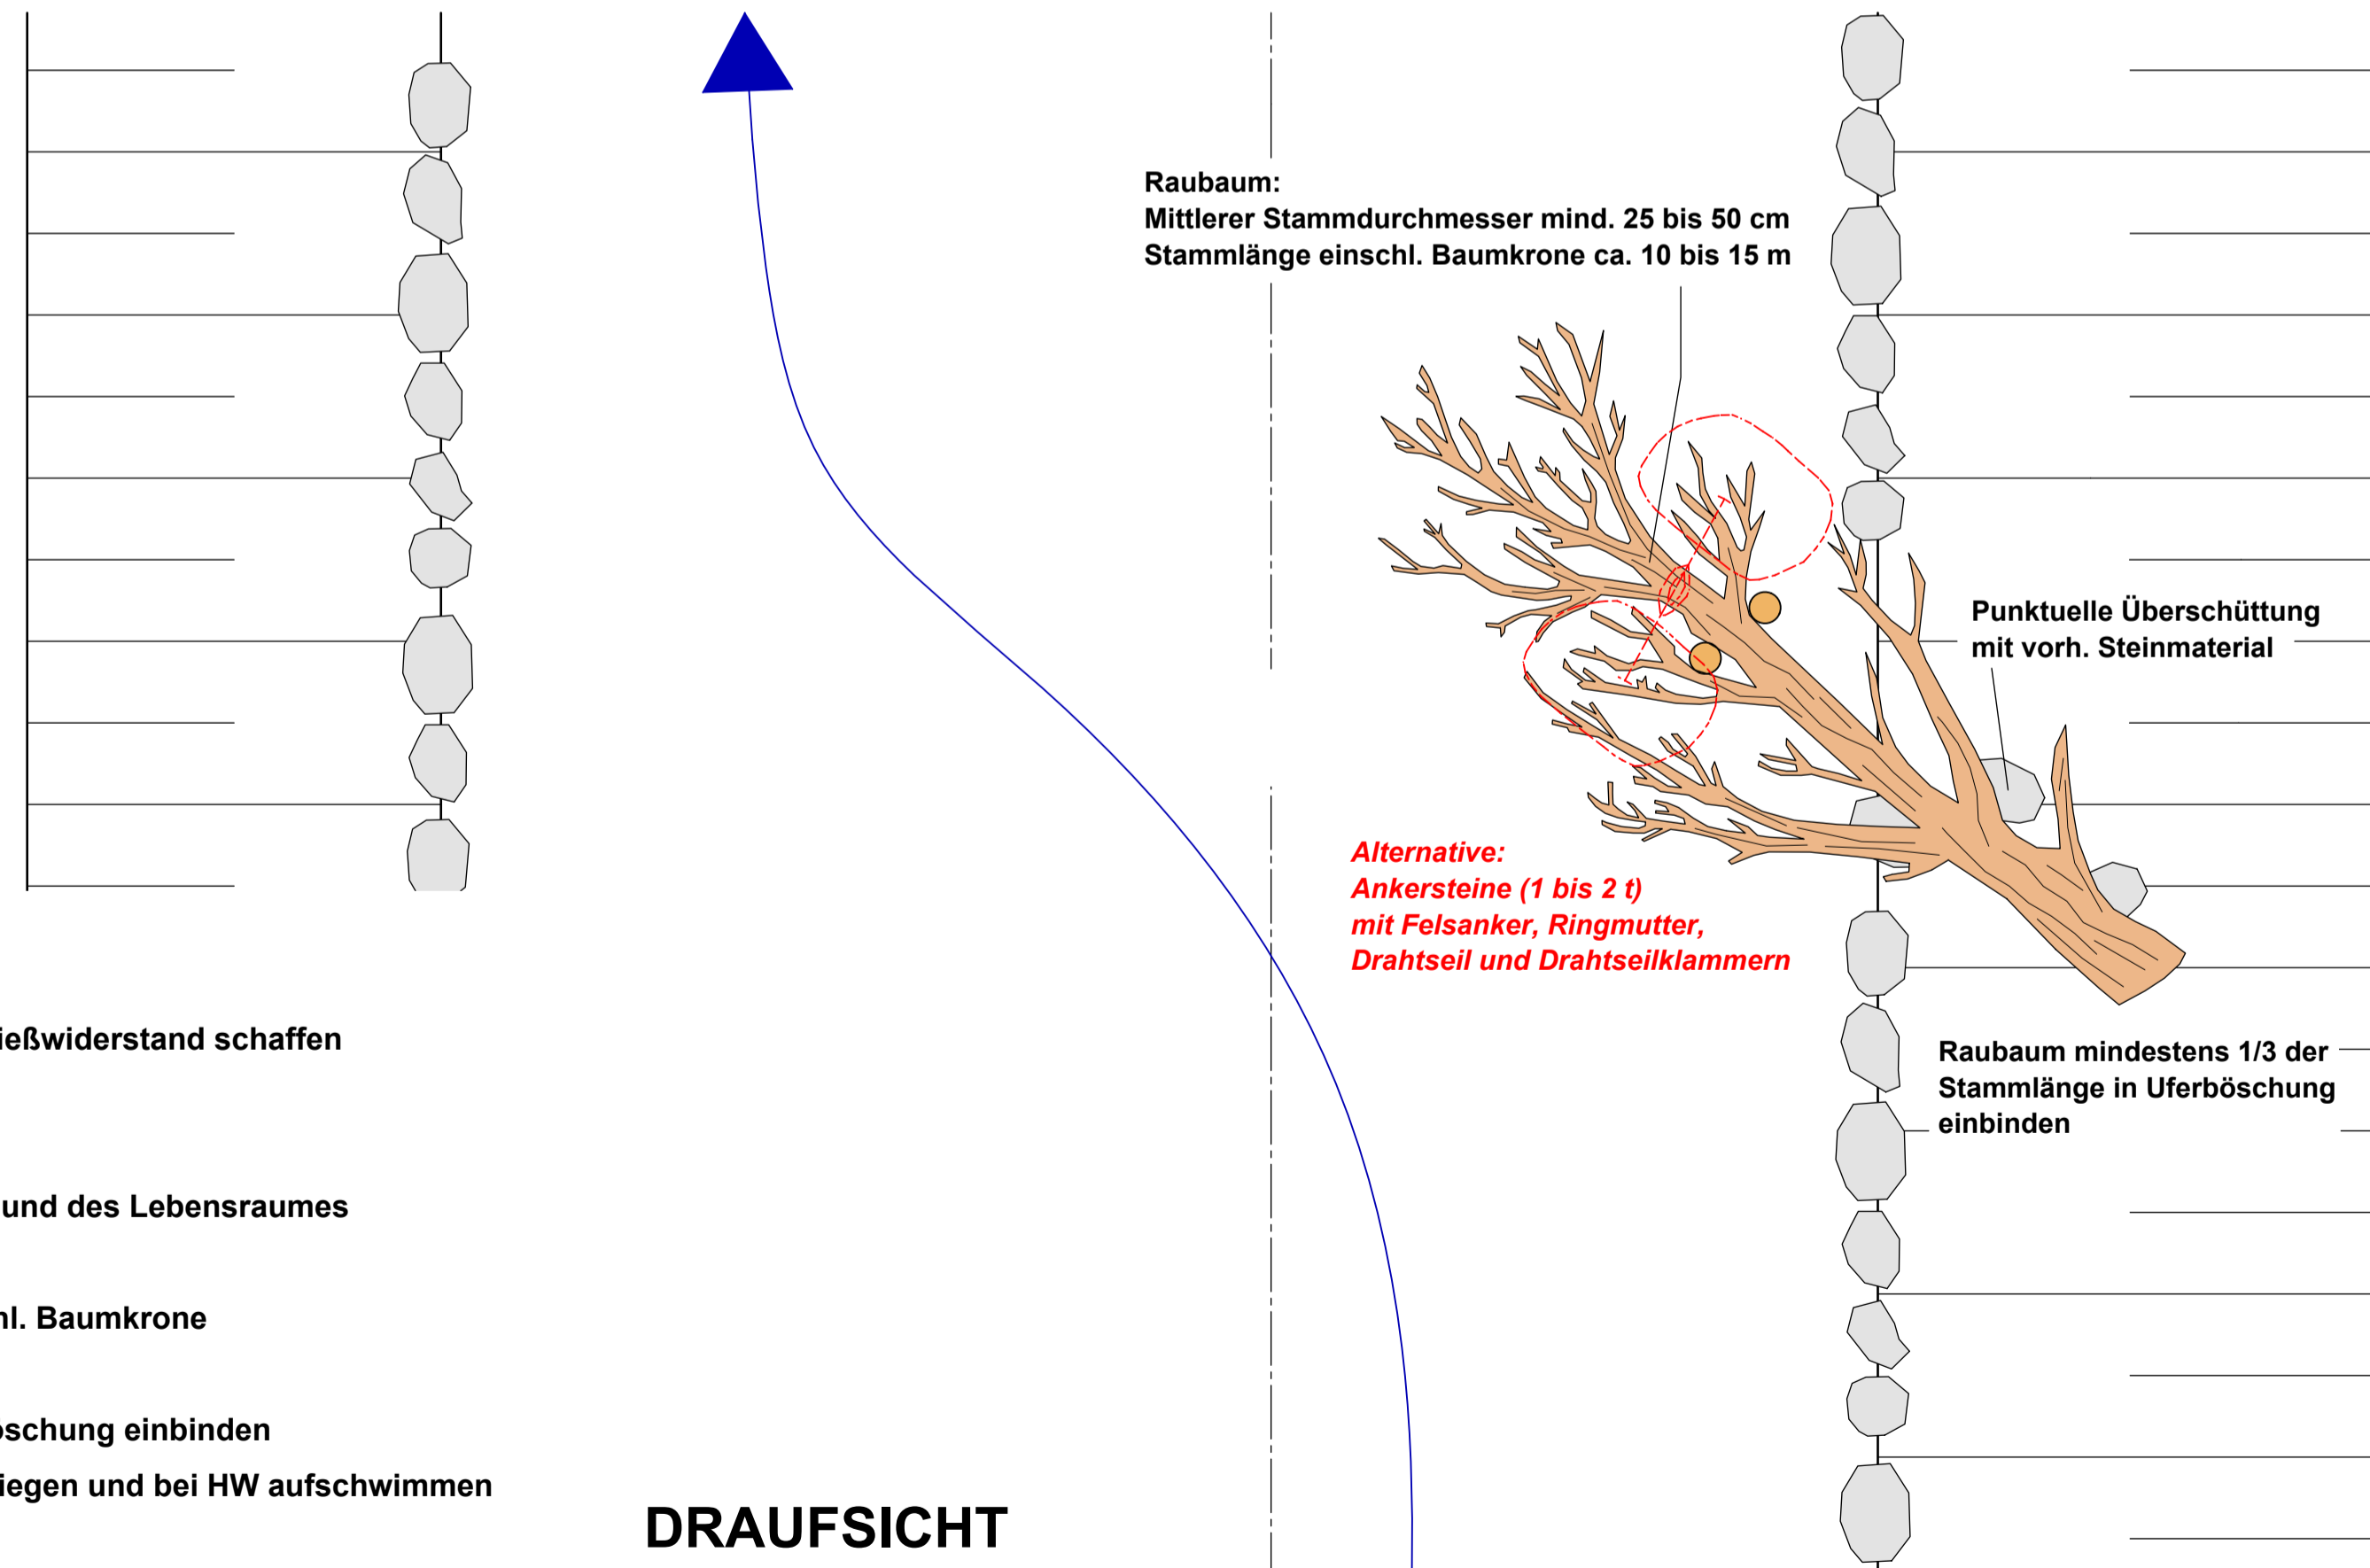 Raubaum:
Mittlerer Stammdurchmesser mind. 25 bis 50 cm
Stammlänge einschl. Baumkrone ca. 10 bis 15 m
Punktuelle Überschüttung
mit vorh. Steinmaterial
Alternative:
Ankersteine (1 bis 2 t)
mit Felsanker, Ringmutter,
Drahtseil und Drahtseilklammern
Raubaum mindestens 1/3 der
Stammlänge in Uferböschung
einbinden
ießwiderstand schaffen
und des Lebensraumes
hl. Baumkrone
öschung einbinden
iegen und bei HW aufschwimmen
DRAUFSICHT